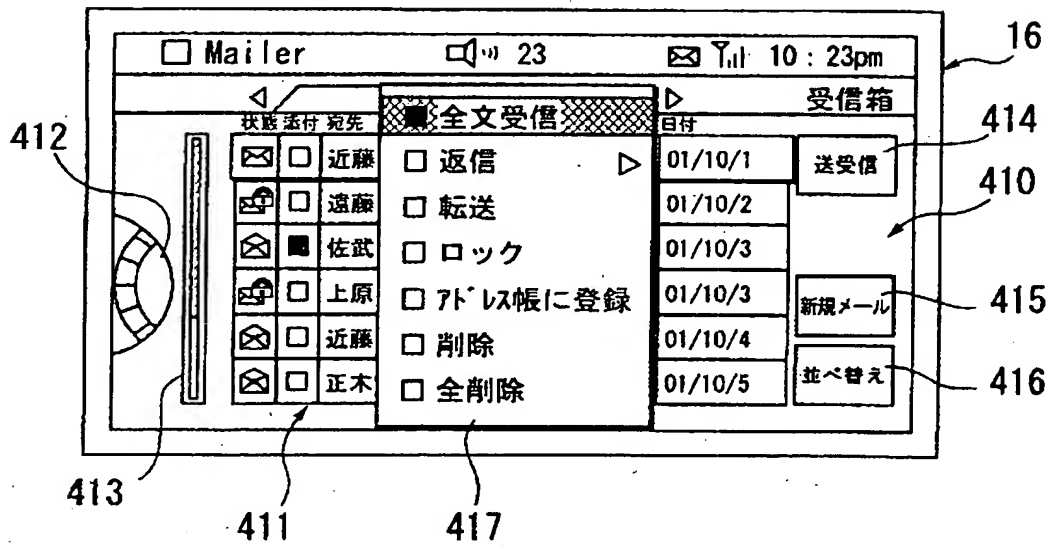 Mailer 23 10:23pm
16
受信箱
状態 添付 宛先 全文受信 日付
414
412
近藤 返信 01/10/1 送受信
410
遠藤 転送 01/10/2
佐武 ロック 01/10/3
上原 アドレス帳に登録 01/10/3 新規メール 415
近藤 削除 01/10/4
正木 全削除 01/10/5 並べ替え 416
413
411 417